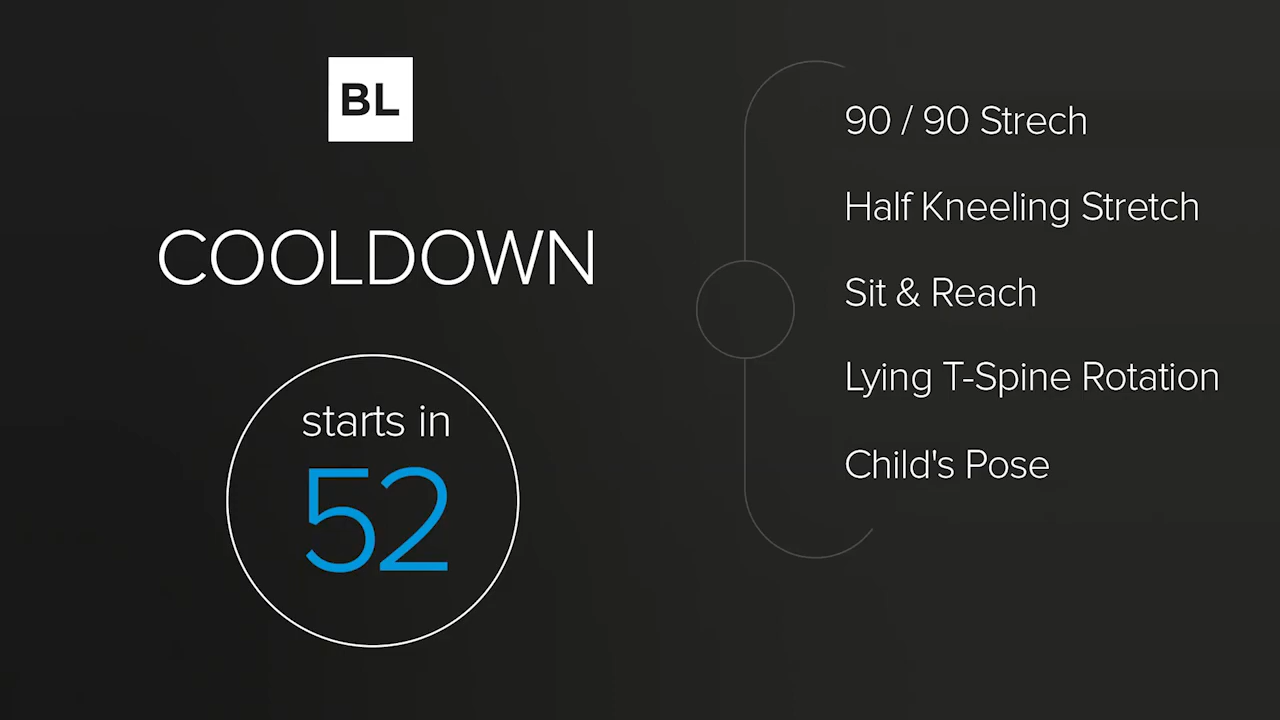 BL
COOLDOWN
starts in
52
90 / 90 Strech
Half Kneeling Stretch
Sit & Reach
Lying T-Spine Rotation
Child's Pose